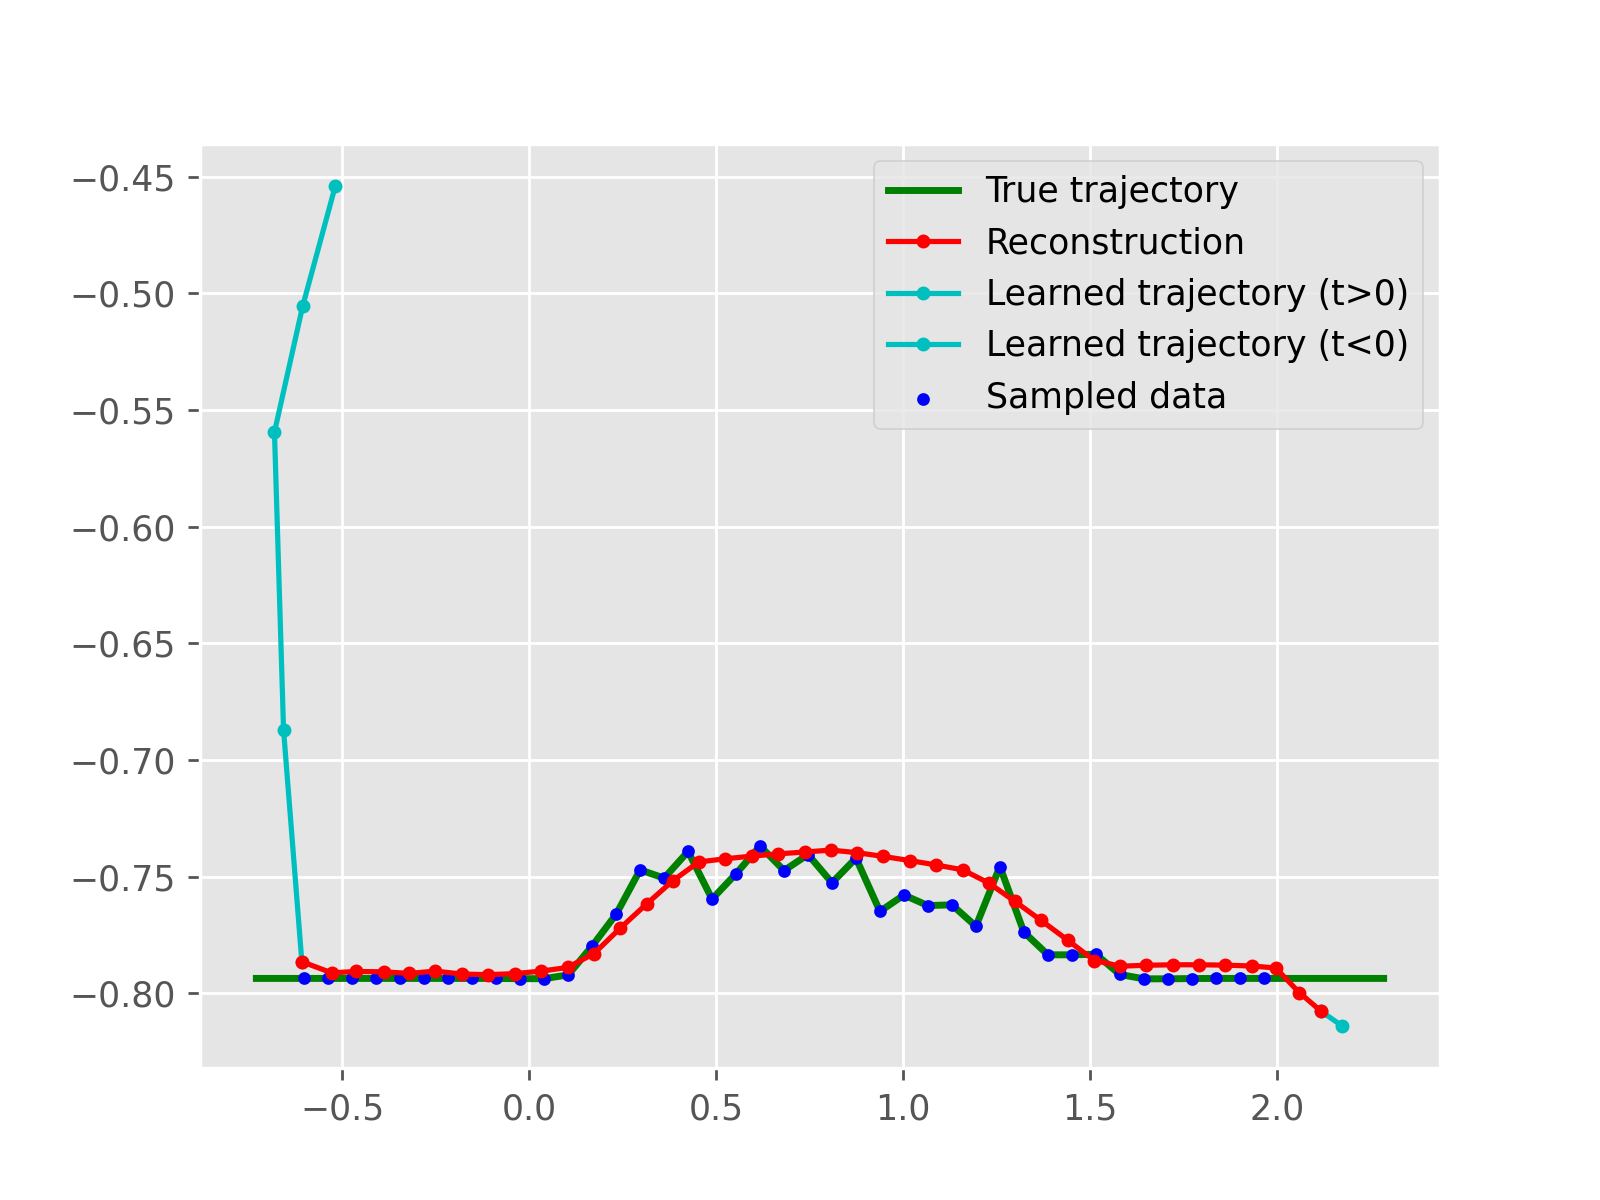 −0.45
−0.50
−0.55
−0.60
−0.65
−0.70
−0.75
−0.80
True trajectory
Reconstruction
Learned trajectory (t>0)
Learned trajectory (t<0)
Sampled data
−0.5 0.0 0.5 1.0 1.5 2.0